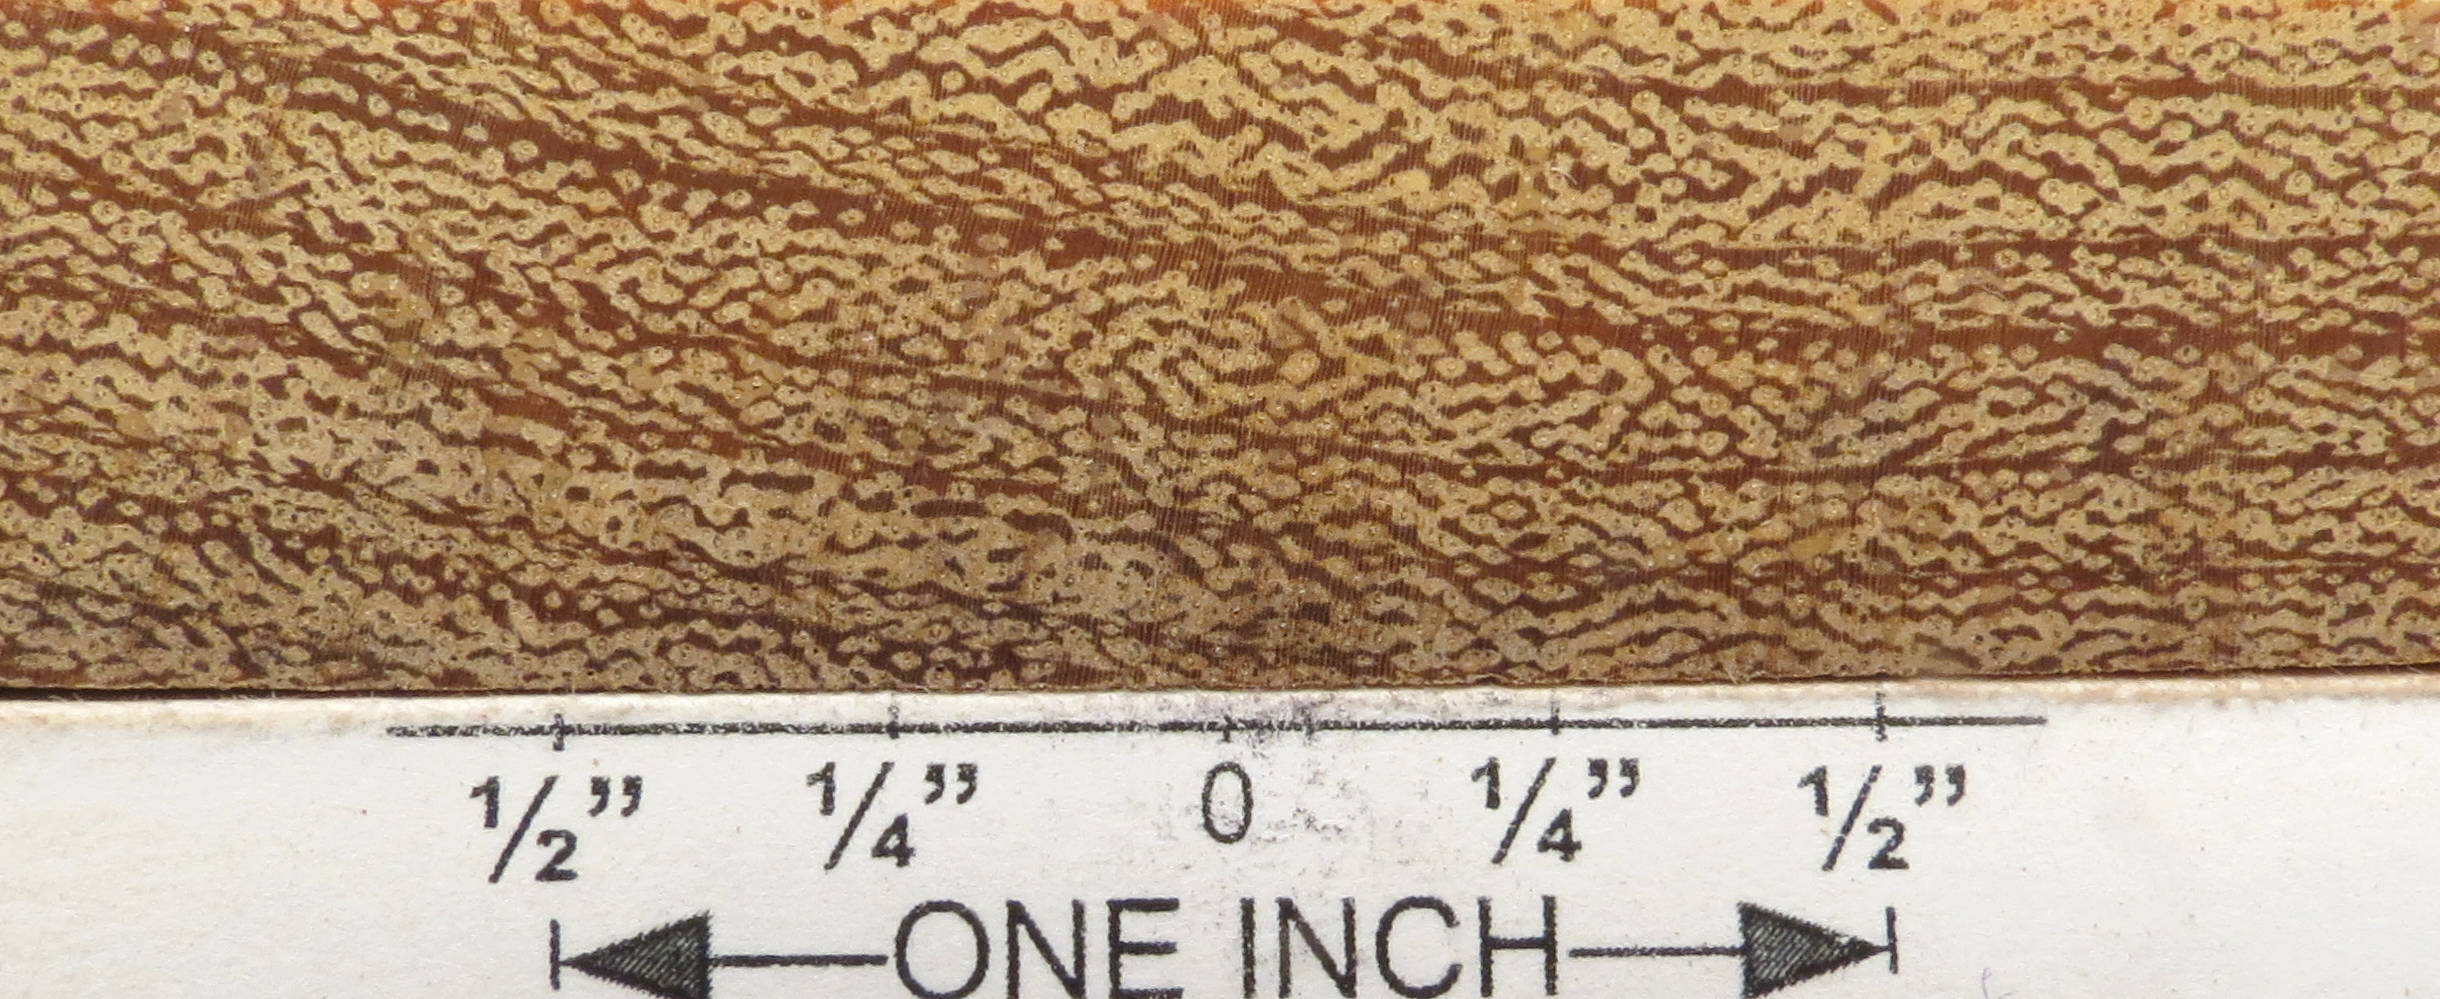 1/2” 1/4” 0 1/4” 1/2”
ONE INCH